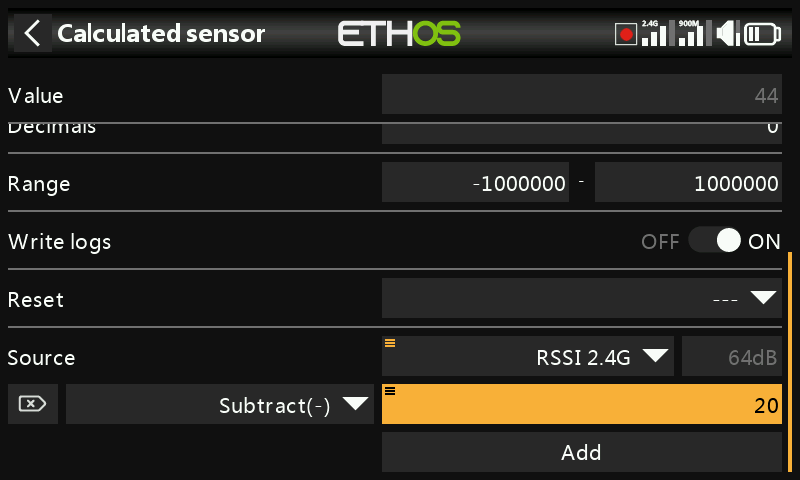 Calculated sensor ETHOS 2.4G 900M
Value 44
Decimals 0
Range -1000000 - 1000000
Write logs OFF ON
Reset ---
Source RSSI 2.4G 64dB
Subtract(-) 20
Add